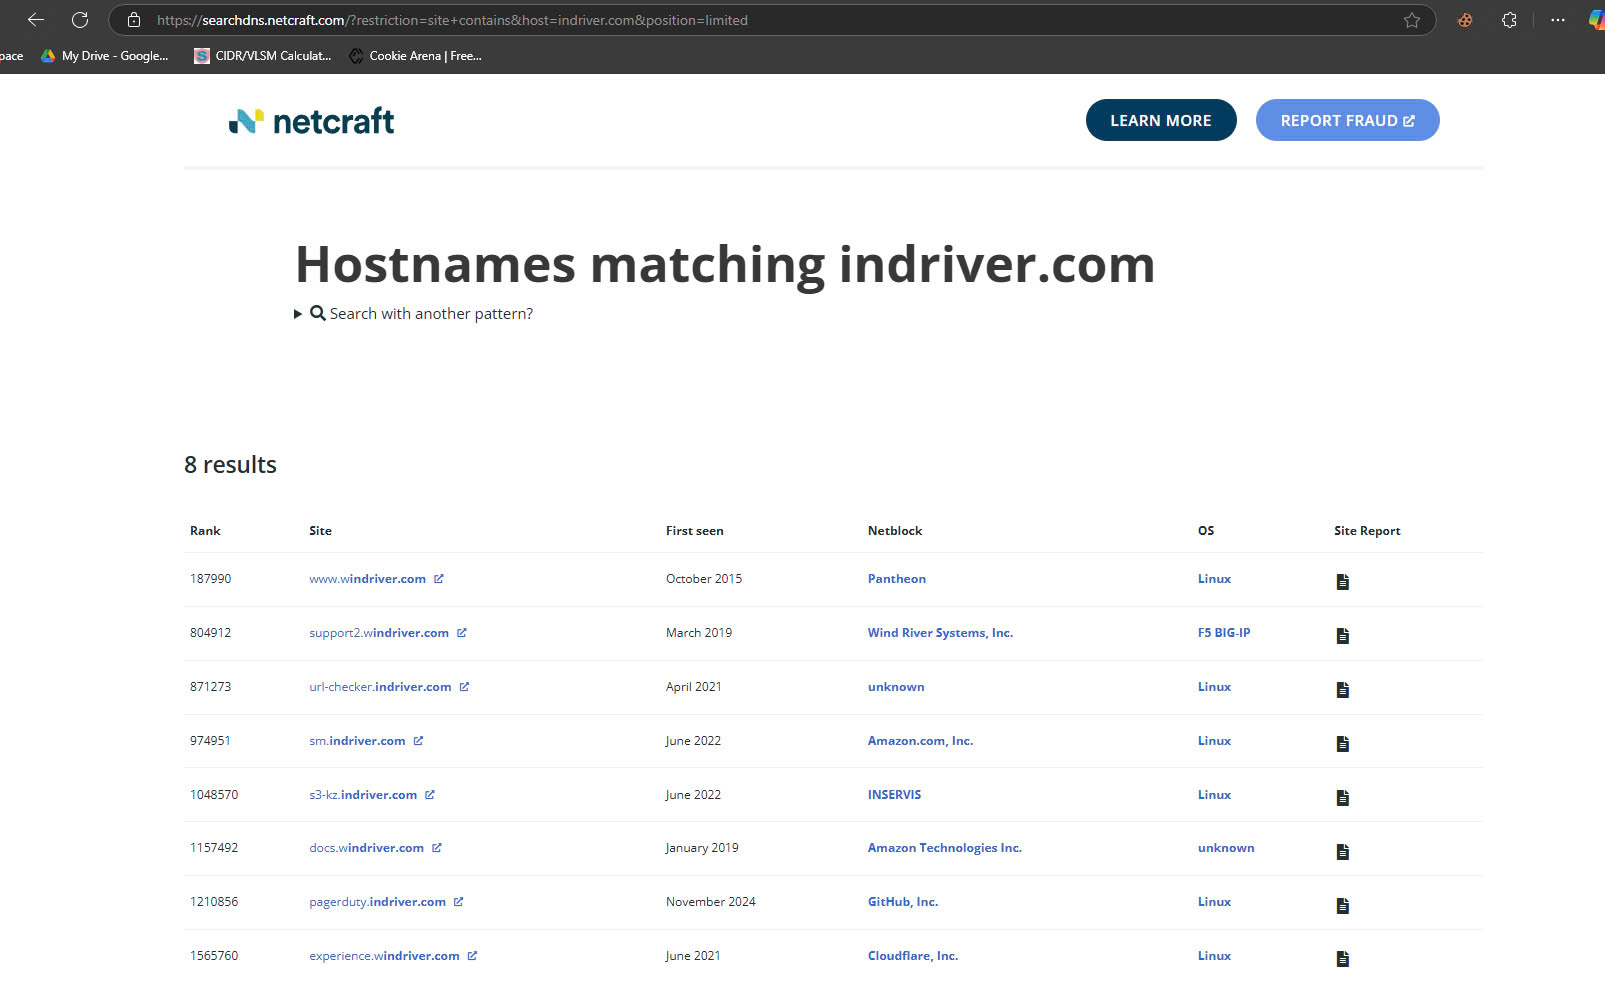 https://searchdns.netcraft.com/?restriction=site+contains&host=indriver.com&position=limited
pace My Drive - Google... CIDR/VLSM Calculat... Cookie Arena | Free...
netcraft LEARN MORE REPORT FRAUD
Hostnames matching indriver.com
Search with another pattern?
8 results
Rank Site First seen Netblock OS Site Report
187990 www.windriver.com October 2015 Pantheon Linux
804912 support2.windriver.com March 2019 Wind River Systems, Inc. F5 BIG-IP
871273 url-checker.indriver.com April 2021 unknown Linux
974951 sm.indriver.com June 2022 Amazon.com, Inc. Linux
1048570 s3-kz.indriver.com June 2022 INSERVIS Linux
1157492 docs.windriver.com January 2019 Amazon Technologies Inc. unknown
1210856 pagerduty.indriver.com November 2024 GitHub, Inc. Linux
1565760 experience.windriver.com June 2021 Cloudflare, Inc. Linux